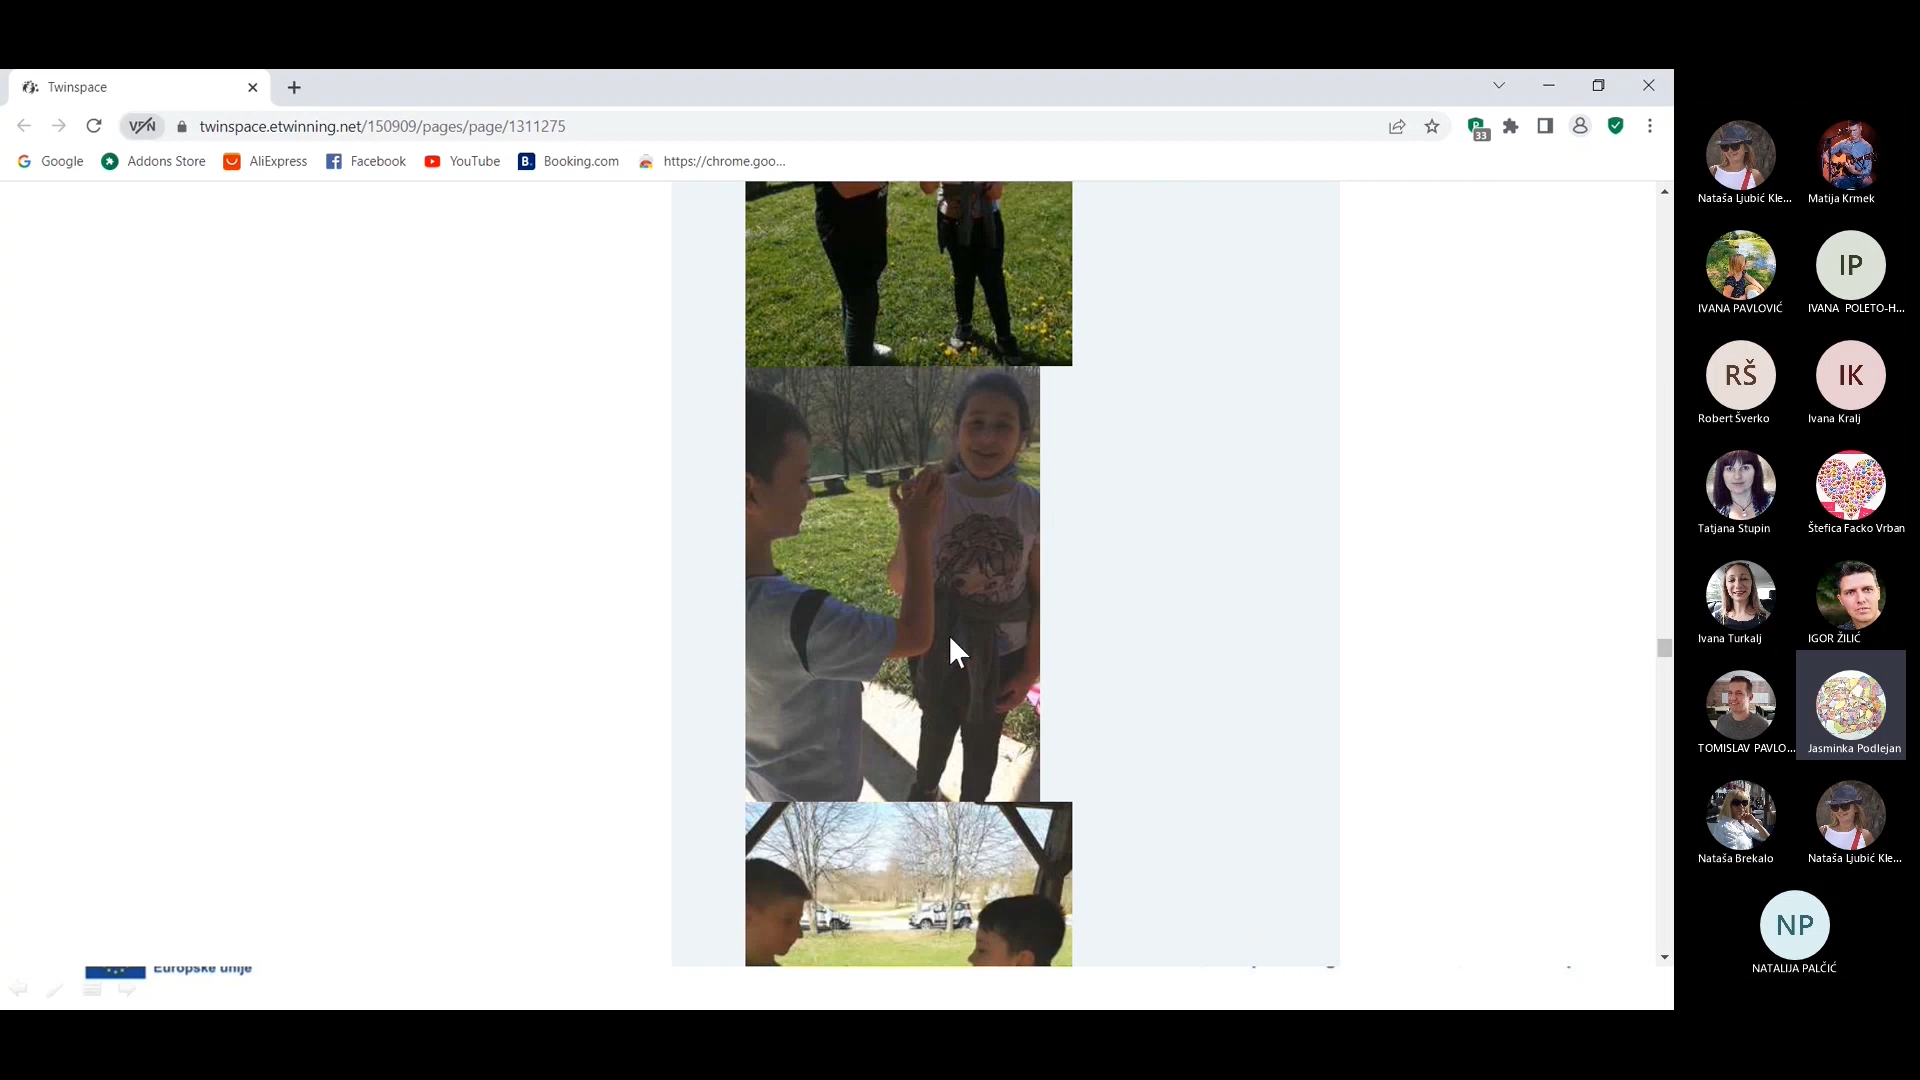 Twinspace
VPN
twinspace.etwinning.net/150909/pages/page/1311275
33
Google
Addons Store
AliExpress
Facebook
YouTube
B.
Booking.com
https://chrome.goo...
Europske unije
Nataša Ljubić Kle...
Matija Krmek
IVANA PAVLOVIĆ
IP
IVANA POLETO-H...
RŠ
Robert Šverko
IK
Ivana Kralj
Tatjana Stupin
Štefica Facko Vrban
Ivana Turkalj
IGOR ŽILIĆ
TOMISLAV PAVLO...
Jasminka Podlejan
Nataša Brekalo
Nataša Ljubić Kle...
NP
NATALIJA PALČIĆ